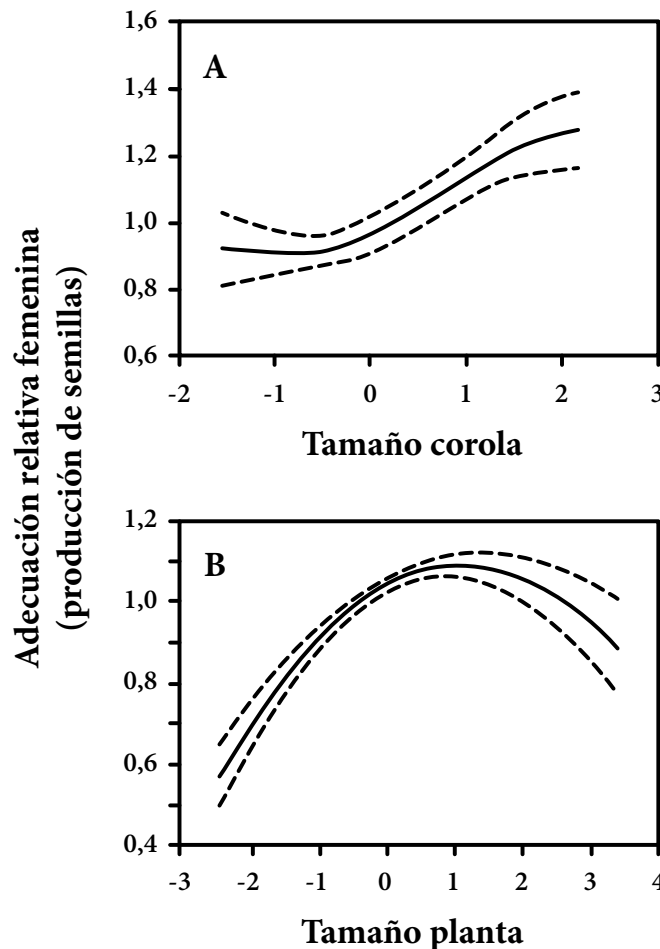 Adecuación relativa femenina
(producción de semillas)
A
1,6
1,4
1,2
1,0
0,8
0,6
-2 -1 0 1 2 3
Tamaño corola
B
1,2
1,0
0,8
0,6
0,4
-3 -2 -1 0 1 2 3 4
Tamaño planta